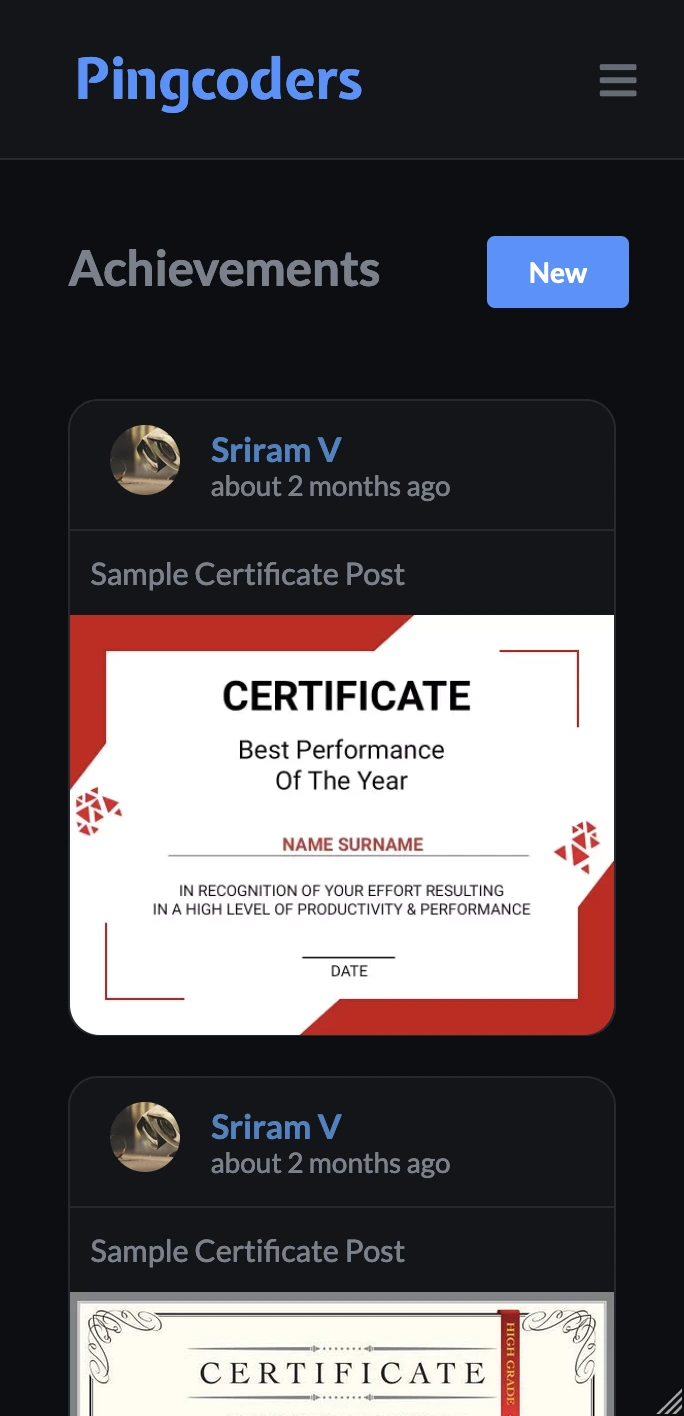 Pingcoders
Achievements
New
Sriram V
about 2 months ago
Sample Certificate Post
CERTIFICATE
Best Performance
Of The Year
NAME SURNAME
IN RECOGNITION OF YOUR EFFORT RESULTING
IN A HIGH LEVEL OF PRODUCTIVITY & PERFORMANCE
DATE
Sriram V
about 2 months ago
Sample Certificate Post
CERTIFICATE
HIGH GRADE